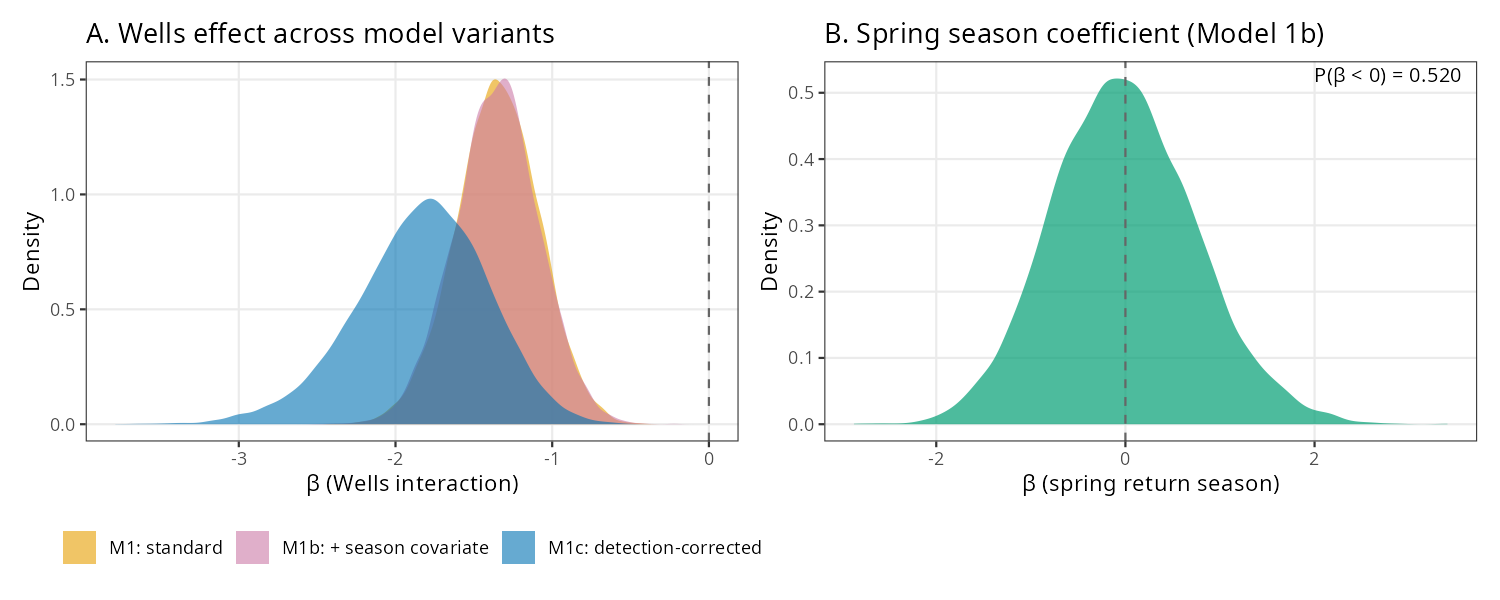 A. Wells effect across model variants
Density
1.5
1.0
0.5
0.0
-3 -2 -1 0
β (Wells interaction)
M1: standard M1b: + season covariate M1c: detection-corrected
B. Spring season coefficient (Model 1b)
P(β < 0) = 0.520
Density
0.5
0.4
0.3
0.2
0.1
0.0
-2 0 2
β (spring return season)